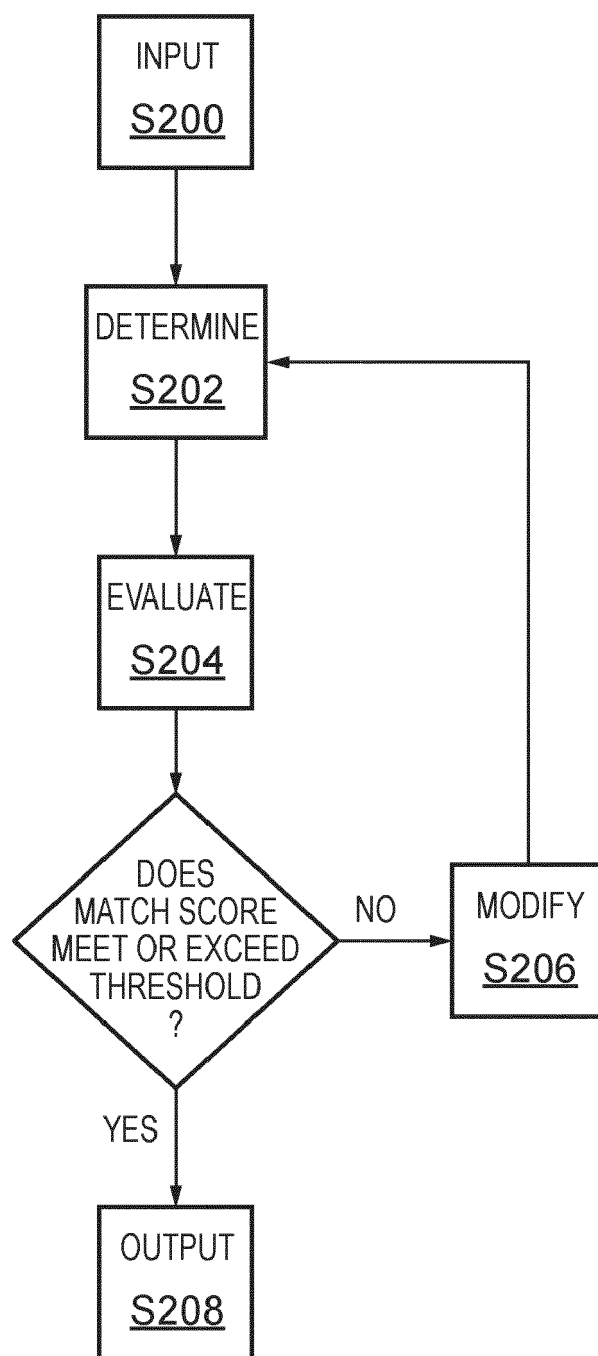 INPUT
S200
DETERMINE
S202
EVALUATE
S204
DOES
MATCH SCORE
MEET OR EXCEED
THRESHOLD
?
NO
MODIFY
S206
YES
OUTPUT
S208